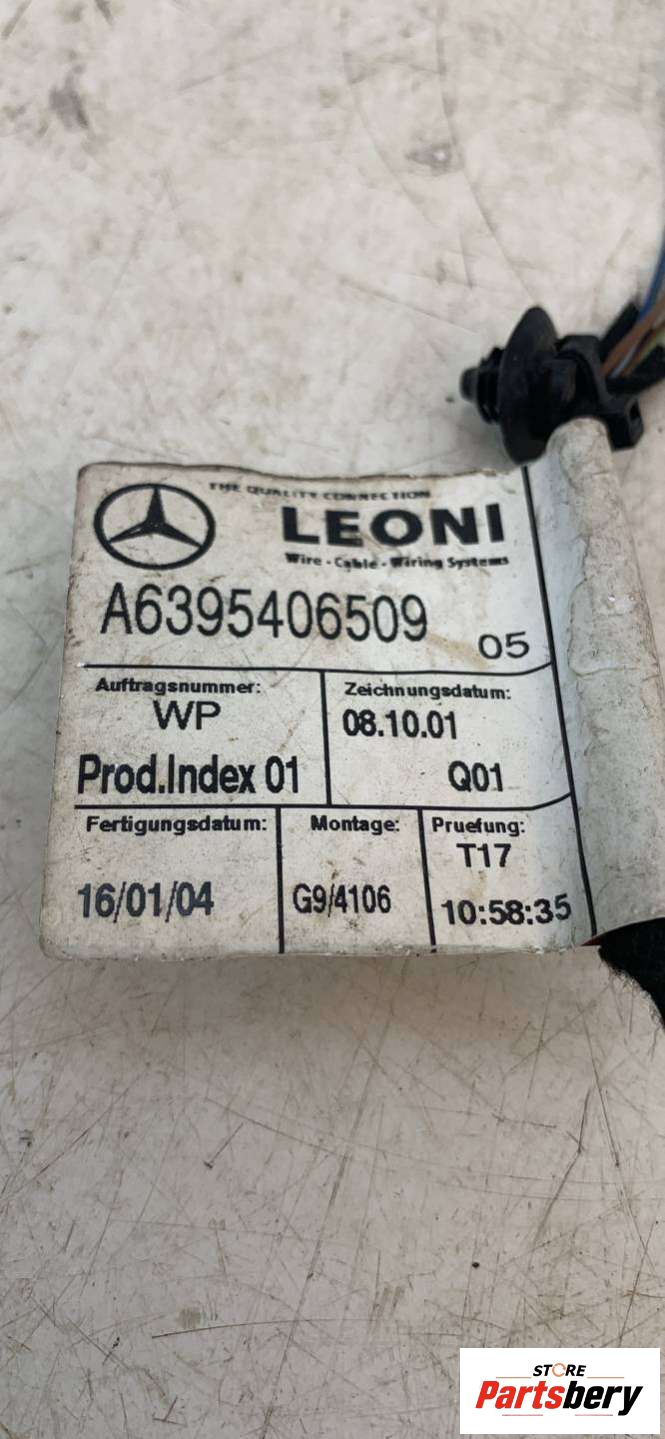 THE QUALITY CONNECTION
LEONI
Wire - Cable - Wiring Systems
A6395406509 05
Auftragsnummer:
WP
Zeichnungsdatum:
08.10.01
Prod.Index 01
Q01
Fertigungsdatum:
16/01/04
Montage:
G9/4106
Pruefung:
T17
10:58:35
STORE
Partsbery